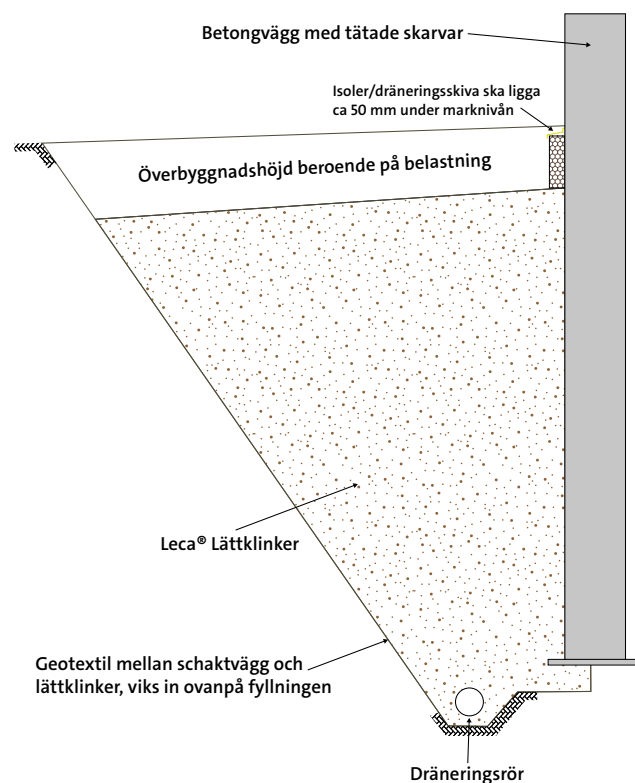 Betongvägg med tätade skarvar
Isoler/dräneringsskiva ska ligga
ca 50 mm under marknivån
Överbyggnadshöjd beroende på belastning
Leca® Lättklinker
Geotextil mellan schaktvägg och
lättklinker, viks in ovanpå fyllningen
Dräneringsrör